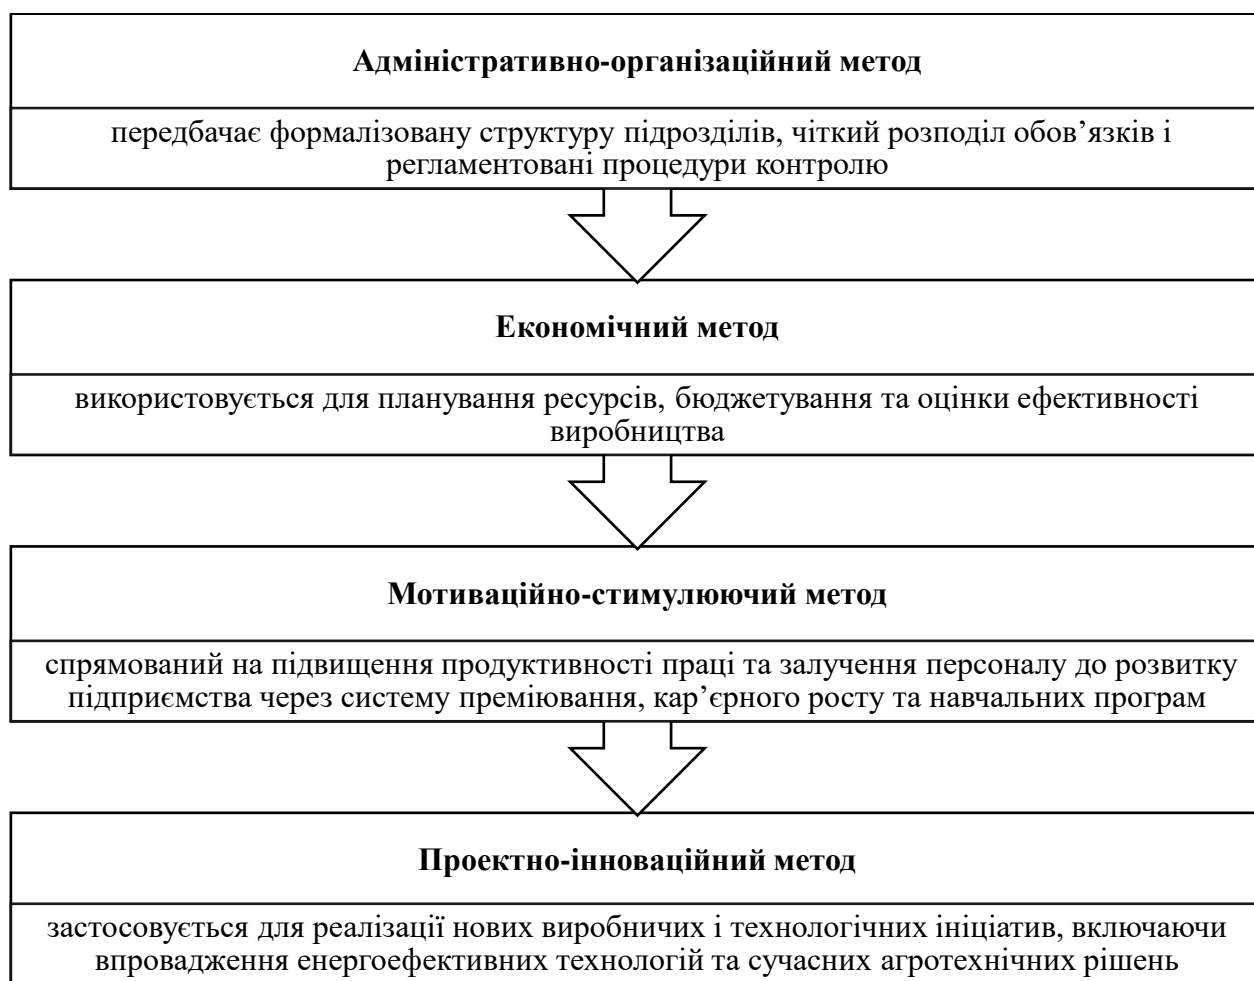 Адміністративно-організаційний метод
передбачає формалізовану структуру підрозділів, чіткий розподіл обов’язків і
регламентовані процедури контролю
Економічний метод
використовується для планування ресурсів, бюджетування та оцінки ефективності
виробництва
Мотиваційно-стимулюючий метод
спрямований на підвищення продуктивності праці та залучення персоналу до розвитку
підприємства через систему преміювання, кар’єрного росту та навчальних програм
Проектно-інноваційний метод
застосовується для реалізації нових виробничих і технологічних ініціатив, включаючи
впровадження енергоефективних технологій та сучасних агротехнічних рішень